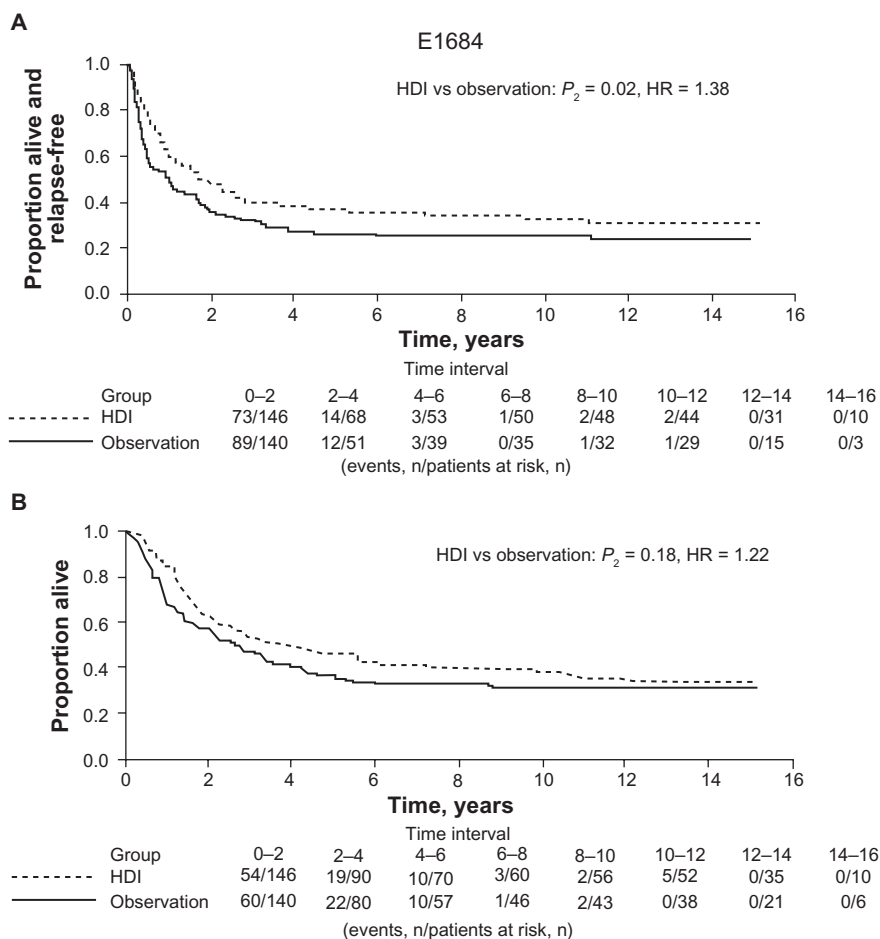 A
E1684
HDI vs observation: P2 = 0.02, HR = 1.38
Proportion alive and
relapse-free
1.0
0.8
0.6
0.4
0.2
0.0
0 2 4 6 8 10 12 14 16
Time, years
Time interval
Group 0–2 2–4 4–6 6–8 8–10 10–12 12–14 14–16
HDI 73/146 14/68 3/53 1/50 2/48 2/44 0/31 0/10
Observation 89/140 12/51 3/39 0/35 1/32 1/29 0/15 0/3
(events, n/patients at risk, n)
B
HDI vs observation: P2 = 0.18, HR = 1.22
Proportion alive
1.0
0.8
0.6
0.4
0.2
0.0
0 2 4 6 8 10 12 14 16
Time, years
Time interval
Group 0–2 2–4 4–6 6–8 8–10 10–12 12–14 14–16
HDI 54/146 19/90 10/70 3/60 2/56 5/52 0/35 0/10
Observation 60/140 22/80 10/57 1/46 2/43 0/38 0/21 0/6
(events, n/patients at risk, n)